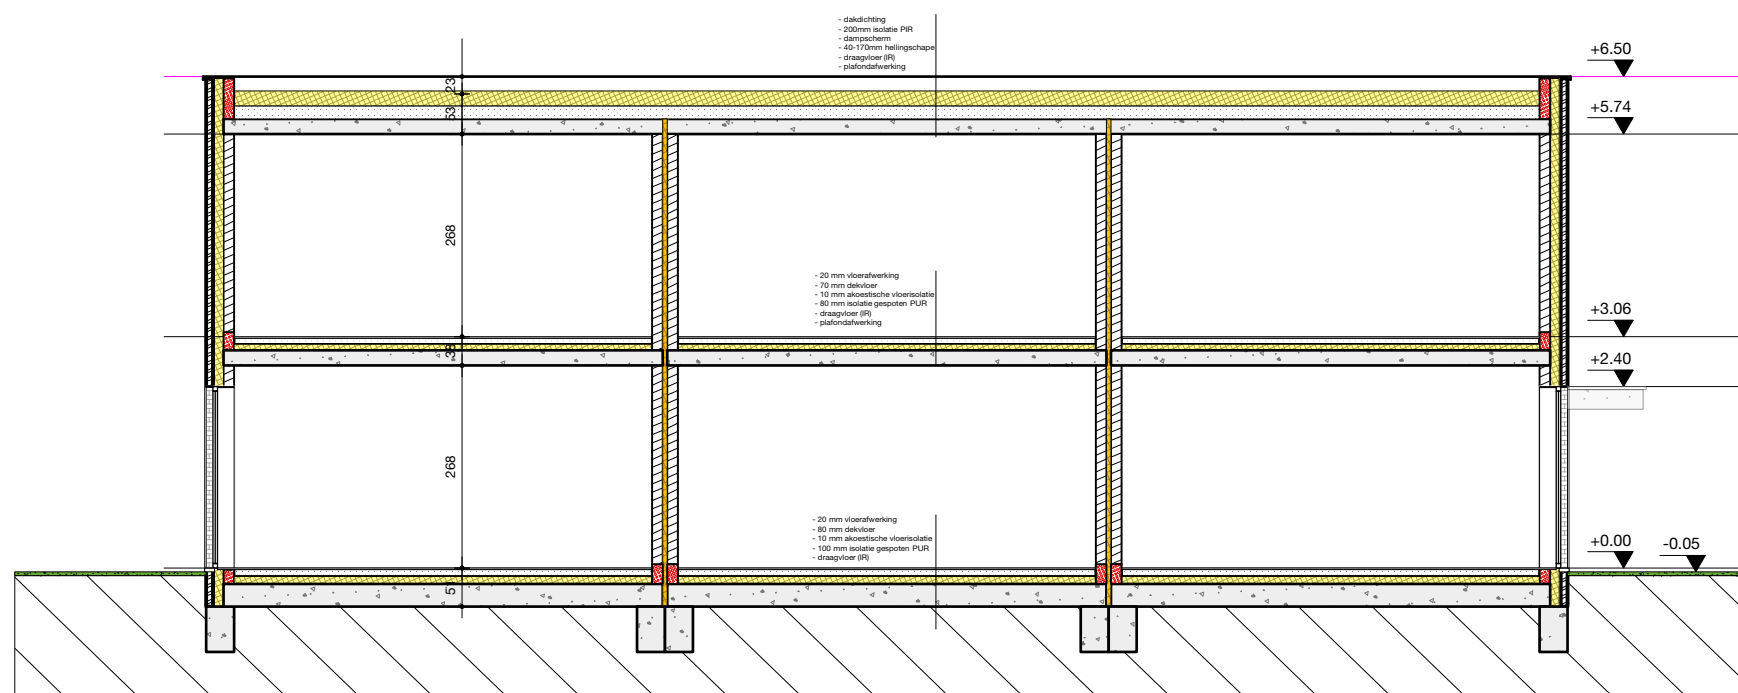 - dakdichting
- 200mm isolatie PIR
- dampscherm
- 40-170mm hellingschape
- draagvloer (IR)
- plafondafwerking
+6.50
23
+5.74
53
268
- 20 mm vloerafwerking
- 70 mm dekvloer
- 10 mm akoestische vloerisolatie
- 80 mm isolatie gespoten PUR
- draagvloer (IR)
- plafondafwerking
+3.06
38
+2.40
268
- 20 mm vloerafwerking
- 80 mm dekvloer
- 10 mm akoestische vloerisolatie
- 100 mm isolatie gespoten PUR
- draagvloer (IR)
+0.00
-0.05